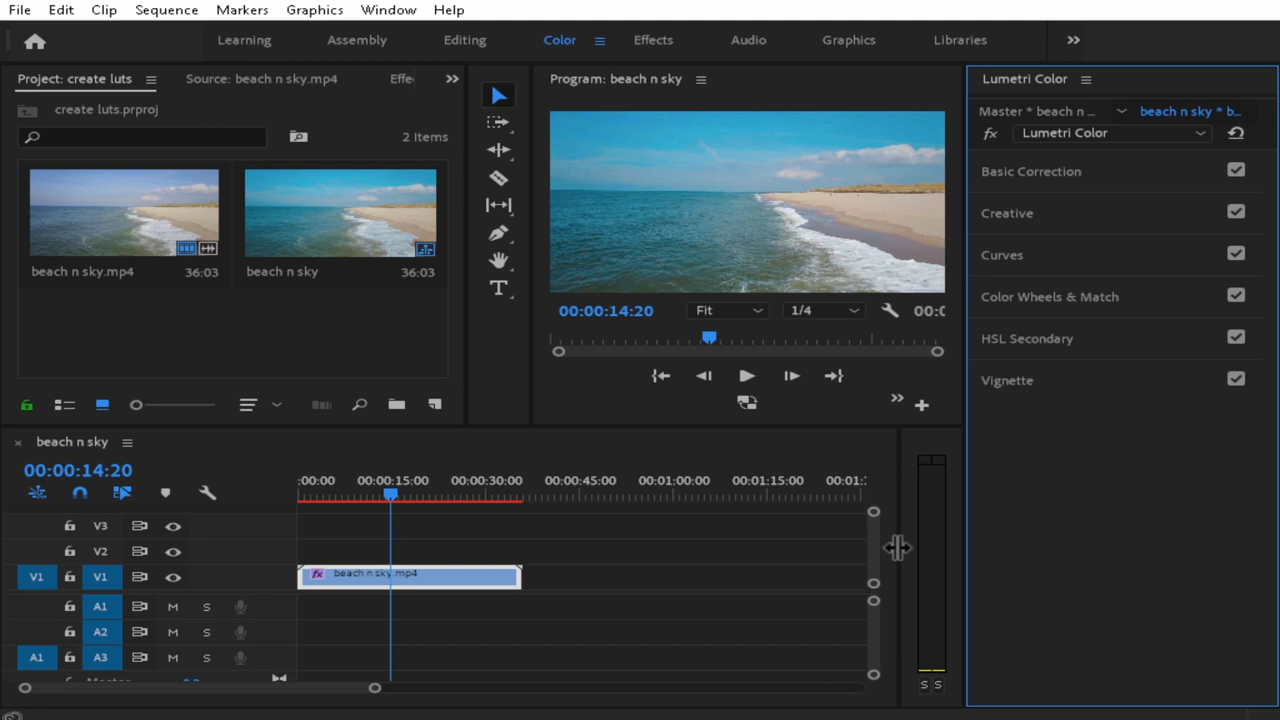 File Edit Clip Sequence Markers Graphics Window Help
Learning Assembly Editing Color Effects Audio Graphics Libraries
Project: create luts Source: beach n sky.mp4 Effe
create luts.prproj
2 Items
beach n sky.mp4 36:03 beach n sky 36:03
Program: beach n sky
00:00:14:20 Fit 1/4 00:0
Lumetri Color
Master * beach n ... beach n sky * b...
fx Lumetri Color
Basic Correction
Creative
Curves
Color Wheels & Match
HSL Secondary
Vignette
T
× beach n sky
00:00:14:20
:00:00 00:00:15:00 00:00:30:00 00:00:45:00 00:01:00:00 00:01:15:00 00:01:
V3
V2
V1 V1 fx beach n sky.mp4
A1 M S
A2 M S
A1 A3 M S
Master 0.0
S S